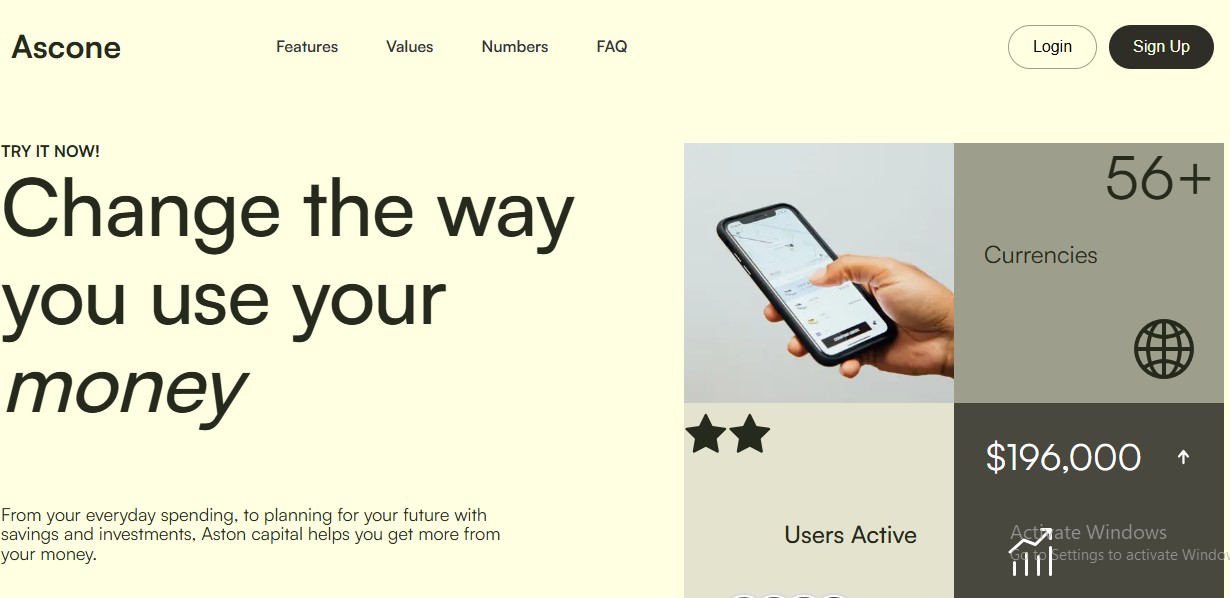 Ascone
Features
Values
Numbers
FAQ
Login
Sign Up
TRY IT NOW!
Change the way
you use your
money
From your everyday spending, to planning for your future with
savings and investments, Aston capital helps you get more from
your money.
56+
Currencies
Users Active
$196,000
Activate Windows
Go to Settings to activate